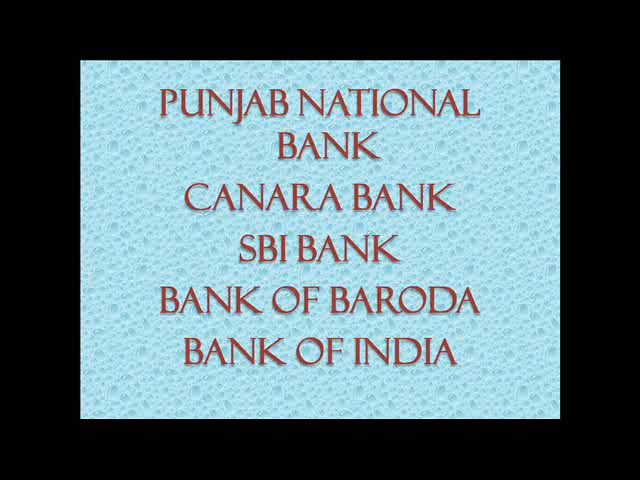 PUNJAB NATIONAL
BANK
CANARA BANK
SBI BANK
BANK OF BARODA
BANK OF INDIA